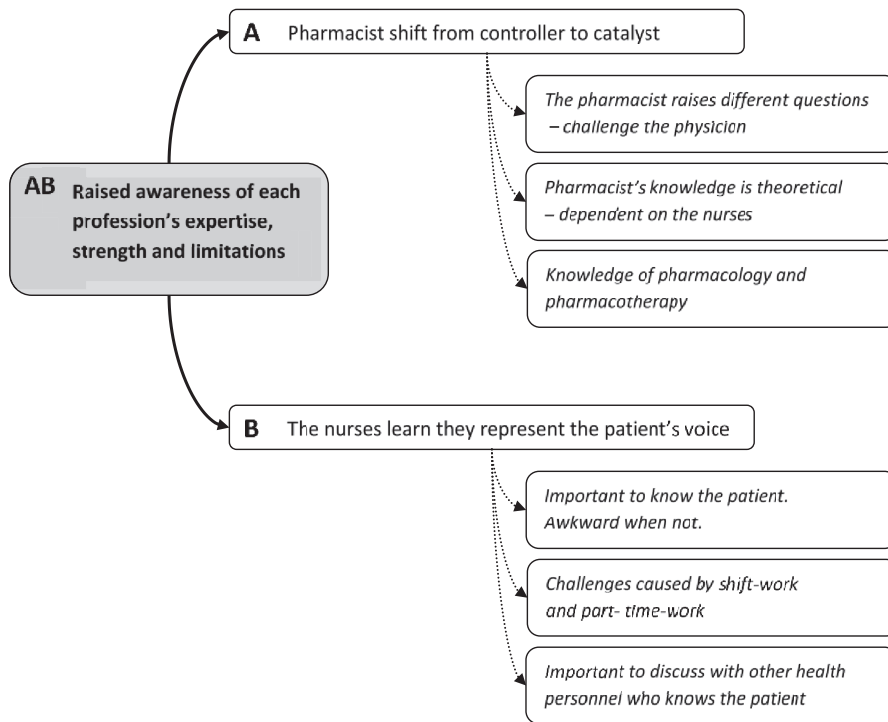 A Pharmacist shift from controller to catalyst
The pharmacist raises different questions
– challenge the physician
AB Raised awareness of each
profession's expertise,
strength and limitations
Pharmacist's knowledge is theoretical
– dependent on the nurses
Knowledge of pharmacology and
pharmacotherapy
B The nurses learn they represent the patient's voice
Important to know the patient.
Awkward when not.
Challenges caused by shift-work
and part- time-work
Important to discuss with other health
personnel who knows the patient